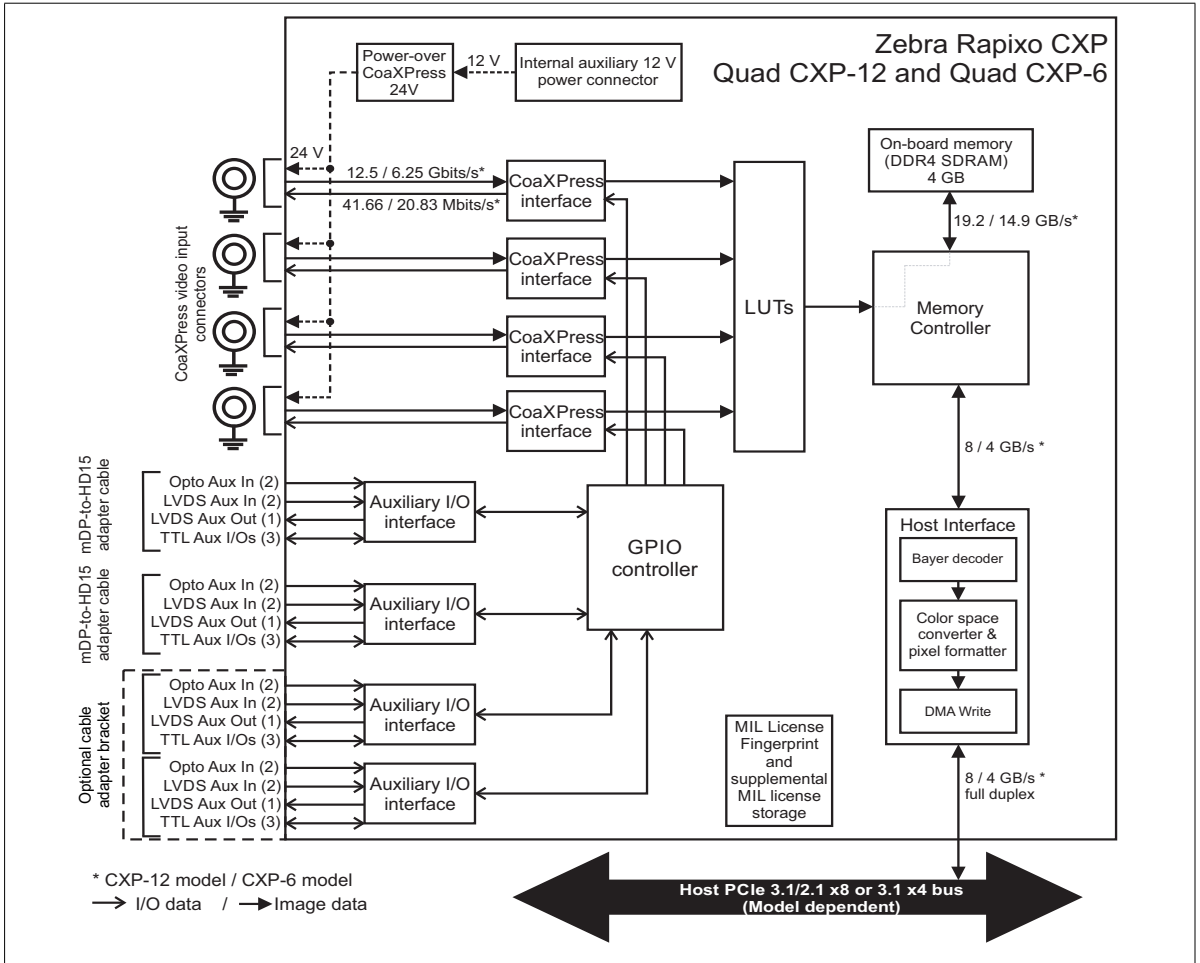 Zebra Rapixo CXP
Quad CXP-12 and Quad CXP-6
Power-over
CoaXPress
24V
12 V
Internal auxiliary 12 V
power connector
On-board memory
(DDR4 SDRAM)
4 GB
19.2 / 14.9 GB/s*
24 V
12.5 / 6.25 Gbits/s*
41.66 / 20.83 Mbits/s*
CoaXPress
interface
CoaXPress
interface
CoaXPress
interface
CoaXPress
interface
CoaXPress video input
connectors
LUTs
Memory
Controller
8 / 4 GB/s *
mDP-to-HD15
adapter cable
Opto Aux In (2)
LVDS Aux In (2)
LVDS Aux Out (1)
TTL Aux I/Os (3)
Auxiliary I/O
interface
mDP-to-HD15
adapter cable
Opto Aux In (2)
LVDS Aux In (2)
LVDS Aux Out (1)
TTL Aux I/Os (3)
Auxiliary I/O
interface
Optional cable
adapter bracket
Opto Aux In (2)
LVDS Aux In (2)
LVDS Aux Out (1)
TTL Aux I/Os (3)
Auxiliary I/O
interface
Opto Aux In (2)
LVDS Aux In (2)
LVDS Aux Out (1)
TTL Aux I/Os (3)
Auxiliary I/O
interface
GPIO
controller
Host Interface
Bayer decoder
Color space
converter &
pixel formatter
DMA Write
MIL License
Fingerprint
and
supplemental
MIL license
storage
8 / 4 GB/s *
full duplex
* CXP-12 model / CXP-6 model
I/O data / Image data
Host PCIe 3.1/2.1 x8 or 3.1 x4 bus
(Model dependent)